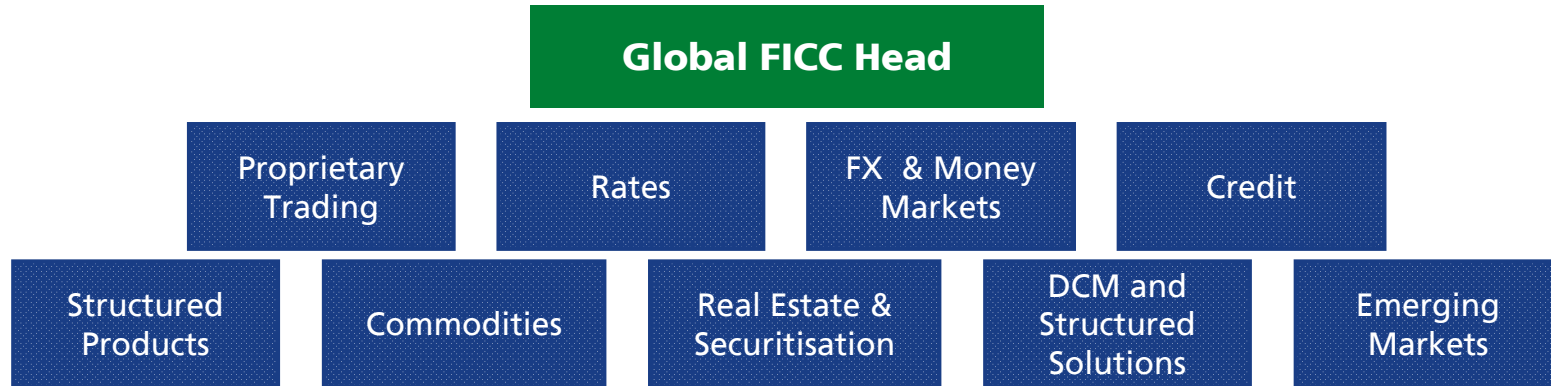 Global FICC Head
Proprietary
Trading
Rates
FX & Money
Markets
Credit
Structured
Products
Commodities
Real Estate &
Securitisation
DCM and
Structured
Solutions
Emerging
Markets